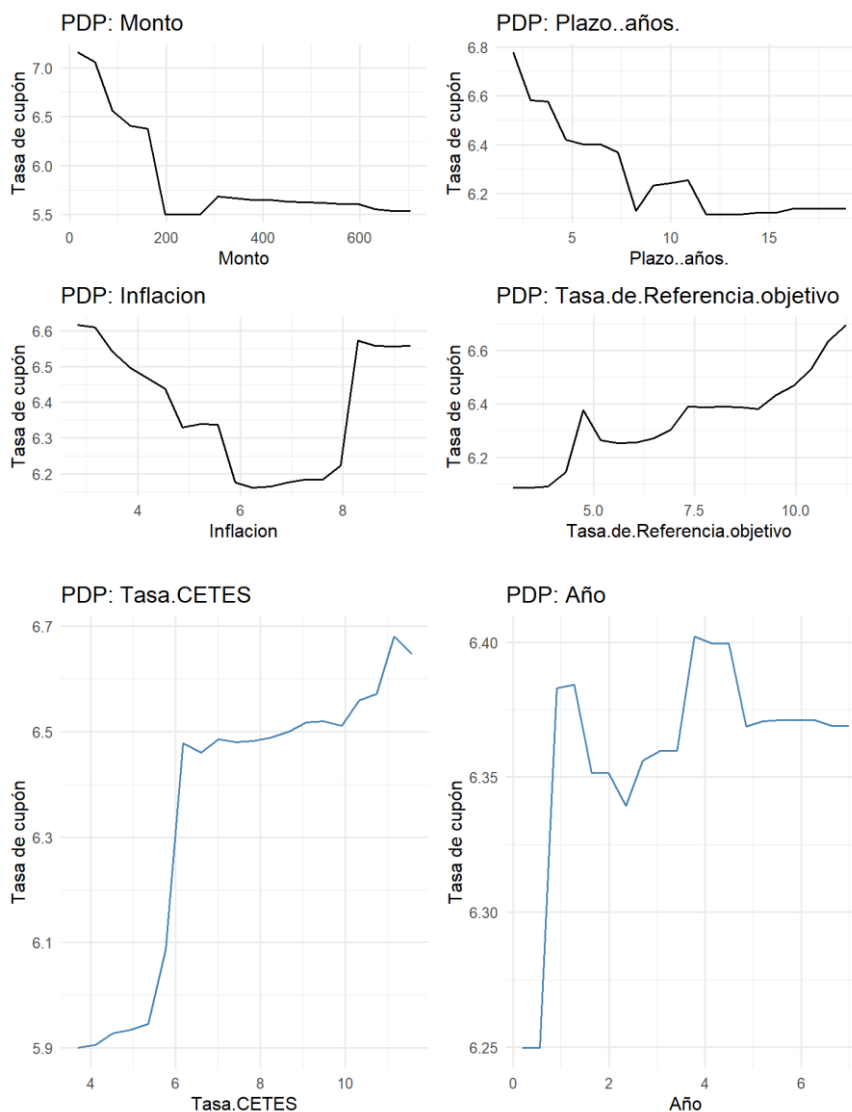 PDP: Monto
Tasa de cupón
7.0
6.5
6.0
5.5
0
200
400
600
Monto
PDP: Plazo..años.
Tasa de cupón
6.8
6.6
6.4
6.2
5
10
15
Plazo..años.
PDP: Inflacion
Tasa de cupón
6.6
6.5
6.4
6.3
6.2
4
6
8
Inflacion
PDP: Tasa.de.Referencia.objetivo
Tasa de cupón
6.6
6.4
6.2
5.0
7.5
10.0
Tasa.de.Referencia.objetivo
PDP: Tasa.CETES
Tasa de cupón
6.7
6.5
6.3
6.1
5.9
4
6
8
10
Tasa.CETES
PDP: Año
Tasa de cupón
6.40
6.35
6.30
6.25
0
2
4
6
Año